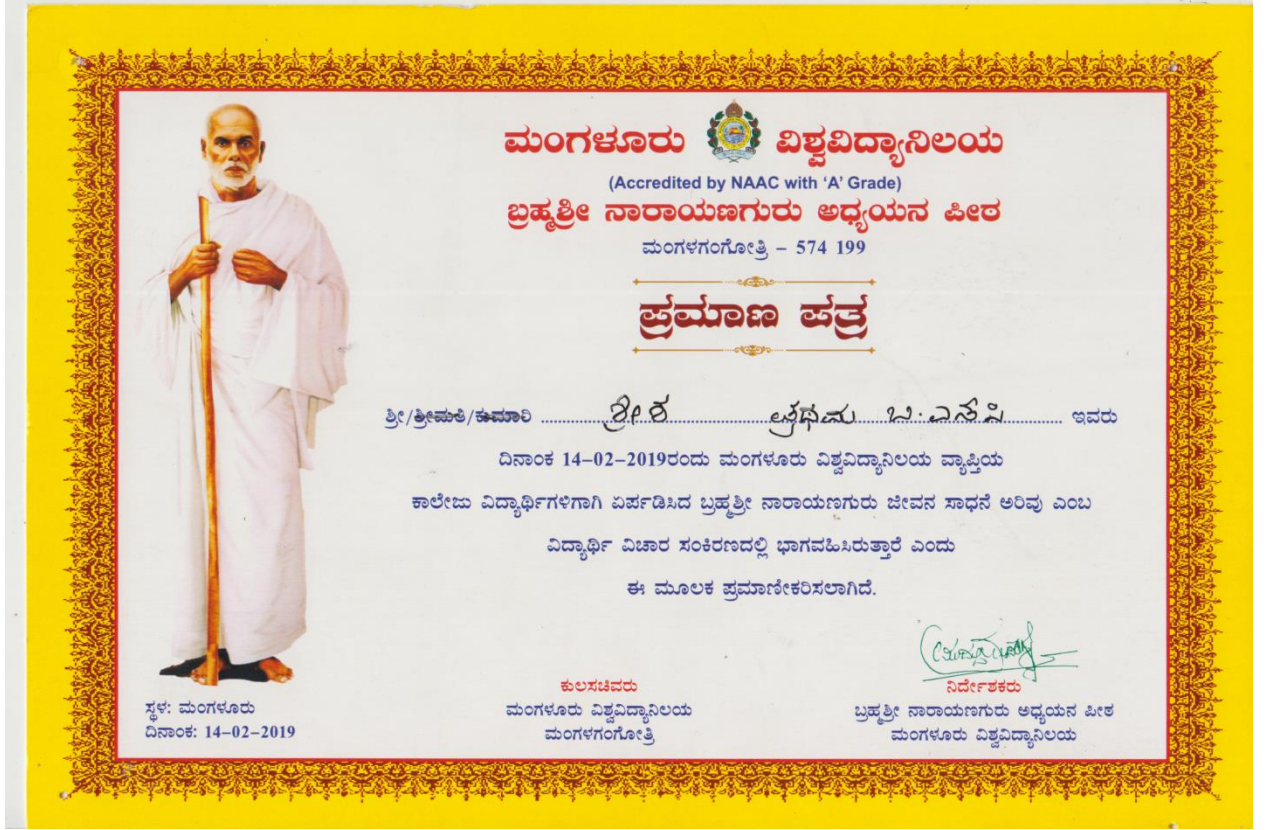 ಮಂಗಳೂರು ವಿಶ್ವವಿದ್ಯಾನಿಲಯ
(Accredited by NAAC with ‘A’ Grade)
ಬ್ರಹ್ಮಶ್ರೀ ನಾರಾಯಣಗುರು ಅಧ್ಯಯನ ಪೀಠ
ಮಂಗಳಗಂಗೋತ್ರಿ – 574 199
ಪ್ರಮಾಣ ಪತ್ರ
ಶ್ರೀ/ಶ್ರೀಮತಿ/ಕುಮಾರಿ ಶ್ರೀಶ ಪ್ರಥಮ ಬಿ.ಎಸ್ಸಿ ಇವರು
ದಿನಾಂಕ 14–02–2019ರಂದು ಮಂಗಳೂರು ವಿಶ್ವವಿದ್ಯಾನಿಲಯ ವ್ಯಾಪ್ತಿಯ
ಕಾಲೇಜು ವಿದ್ಯಾರ್ಥಿಗಳಿಗಾಗಿ ಏರ್ಪಡಿಸಿದ ಬ್ರಹ್ಮಶ್ರೀ ನಾರಾಯಣಗುರು ಜೀವನ ಸಾಧನೆ ಅರಿವು ಎಂಬ
ವಿದ್ಯಾರ್ಥಿ ವಿಚಾರ ಸಂಕಿರಣದಲ್ಲಿ ಭಾಗವಹಿಸಿರುತ್ತಾರೆ ಎಂದು
ಈ ಮೂಲಕ ಪ್ರಮಾಣೀಕರಿಸಲಾಗಿದೆ.
ಸ್ಥಳ: ಮಂಗಳೂರು
ದಿನಾಂಕ: 14–02–2019
ಕುಲಸಚಿವರು
ಮಂಗಳೂರು ವಿಶ್ವವಿದ್ಯಾನಿಲಯ
ಮಂಗಳಗಂಗೋತ್ರಿ
ನಿರ್ದೇಶಕರು
ಬ್ರಹ್ಮಶ್ರೀ ನಾರಾಯಣಗುರು ಅಧ್ಯಯನ ಪೀಠ
ಮಂಗಳೂರು ವಿಶ್ವವಿದ್ಯಾನಿಲಯ